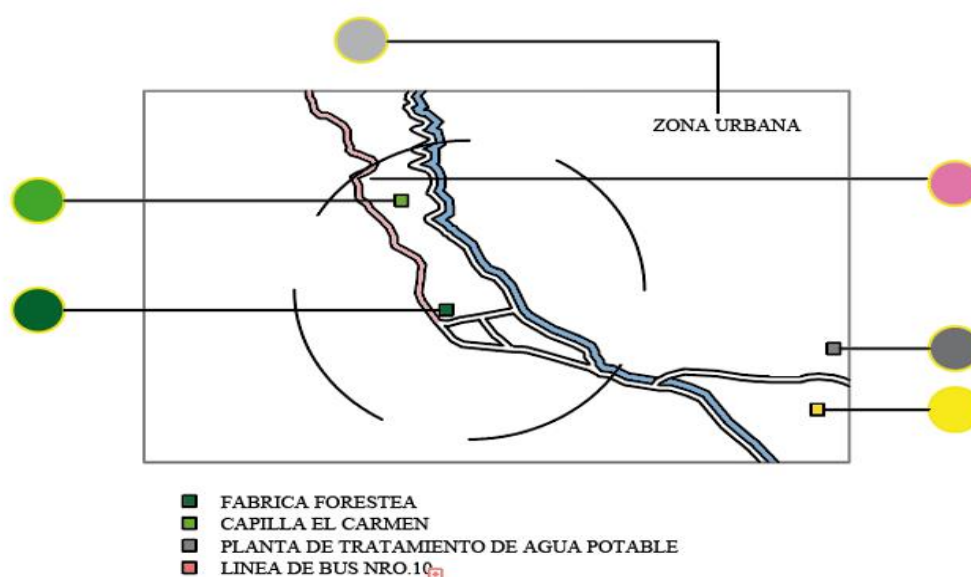 ZONA URBANA
FABRICA FORESTEA
CAPILLA EL CARMEN
PLANTA DE TRATAMIENTO DE AGUA POTABLE
LINEA DE BUS NRO.10